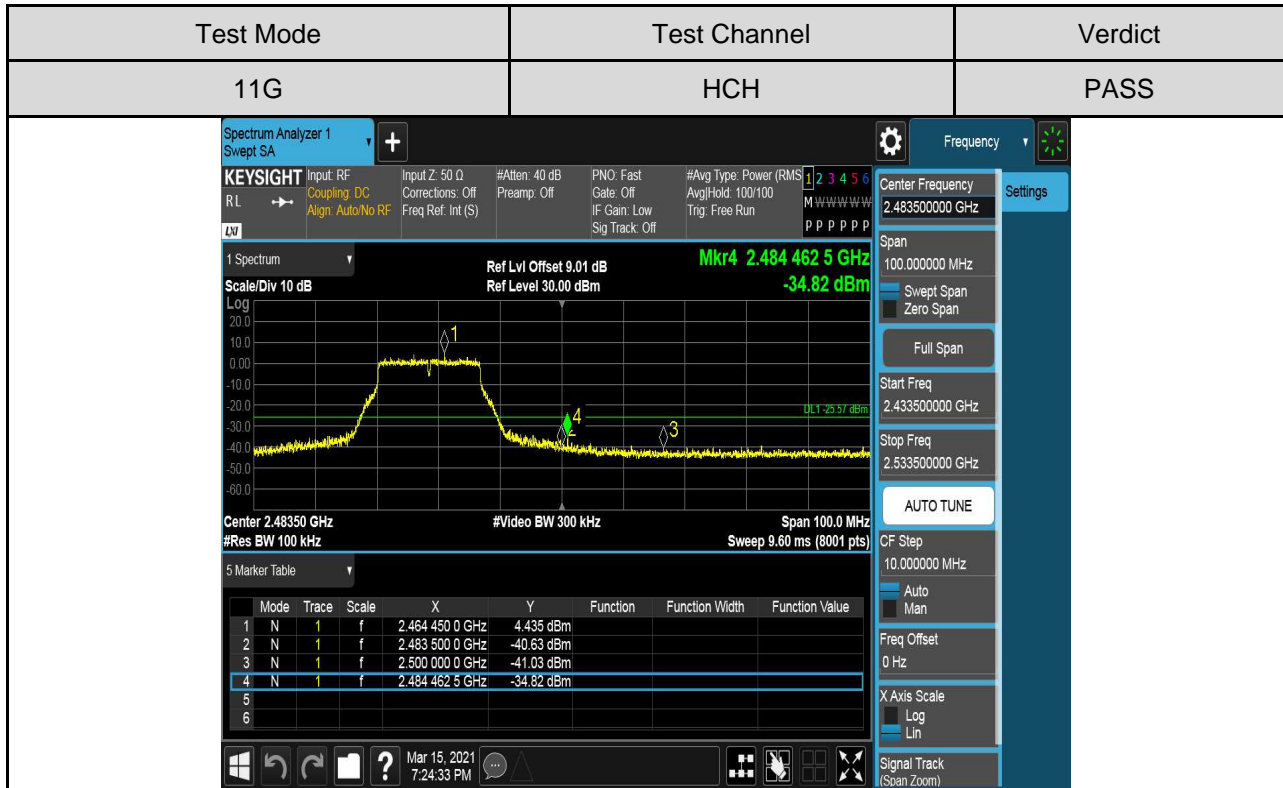 Test Mode Test Channel Verdict
11G HCH PASS
Spectrum Analyzer 1
Swept SA
+
Frequency
KEYSIGHT Input: RF Input Z: 50 Ω #Atten: 40 dB PNO: Fast #Avg Type: Power (RMS 1 2 3 4 5 6
RL Coupling: DC Corrections: Off Preamp: Off Gate: Off Avg|Hold: 100/100 M W W W W W
Align: Auto/No RF Freq Ref: Int (S) IF Gain: Low Trig: Free Run
LXI Sig Track: Off P P P P P P
1 Spectrum
Ref Lvl Offset 9.01 dB Mkr4 2.484 462 5 GHz
Scale/Div 10 dB Ref Level 30.00 dBm -34.82 dBm
Log
20.0
10.0
0.00
-10.0
-20.0
-30.0
-40.0
-50.0
-60.0
1
DL1 -25.57 dBm
4
2 3
Center 2.48350 GHz #Video BW 300 kHz Span 100.0 MHz
#Res BW 100 kHz Sweep 9.60 ms (8001 pts)
5 Marker Table
Mode Trace Scale X Y Function Function Width Function Value
1 N 1 f 2.464 450 0 GHz 4.435 dBm
2 N 1 f 2.483 500 0 GHz -40.63 dBm
3 N 1 f 2.500 000 0 GHz -41.03 dBm
4 N 1 f 2.484 462 5 GHz -34.82 dBm
5
6
? Mar 15, 2021
7:24:33 PM
Center Frequency
2.483500000 GHz
Settings
Span
100.000000 MHz
Swept Span
Zero Span
Full Span
Start Freq
2.433500000 GHz
Stop Freq
2.533500000 GHz
AUTO TUNE
CF Step
10.000000 MHz
Auto
Man
Freq Offset
0 Hz
X Axis Scale
Log
Lin
Signal Track
(Span Zoom)